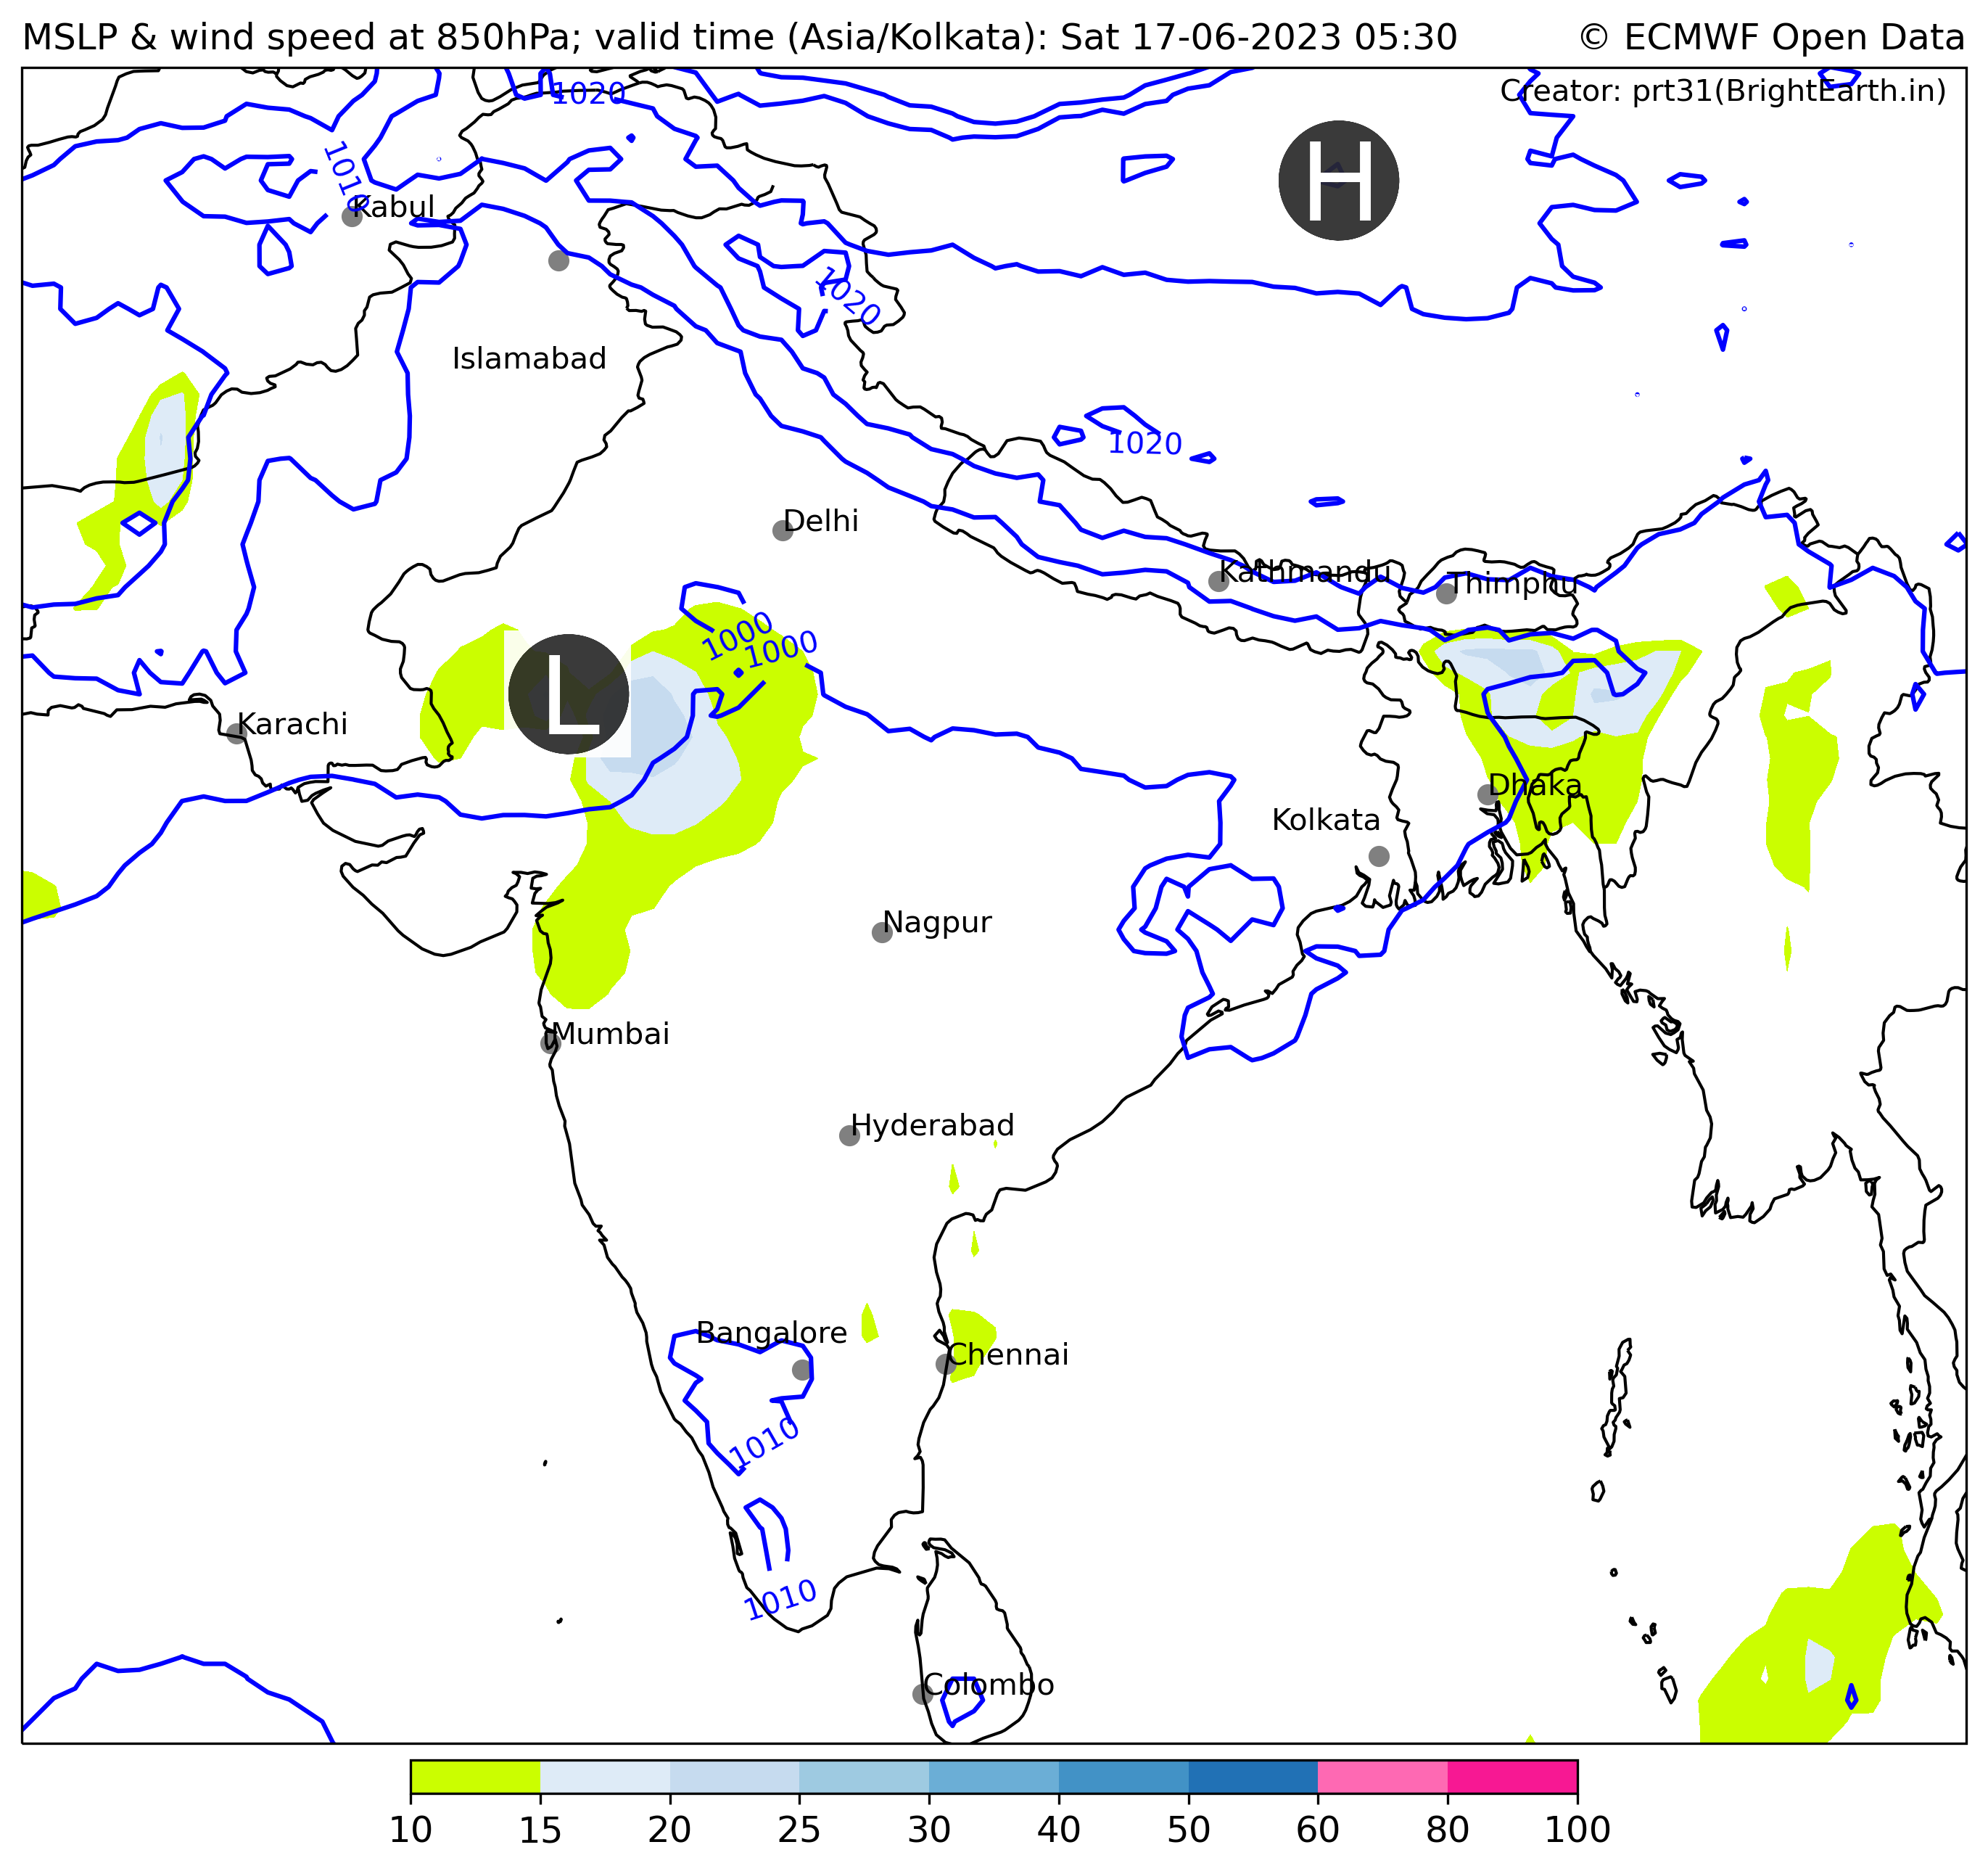 MSLP & wind speed at 850hPa; valid time (Asia/Kolkata): Sat 17-06-2023 05:30
© ECMWF Open Data
Creator: prt31(BrightEarth.in)
1020
H
1010
Kabul
1020
Islamabad
1020
Delhi
Kathmandu
Thimphu
1000
1000
L
Karachi
Dhaka
Kolkata
Nagpur
Mumbai
Hyderabad
Bangalore
Chennai
1010
1010
Colombo
10 15 20 25 30 40 50 60 80 100